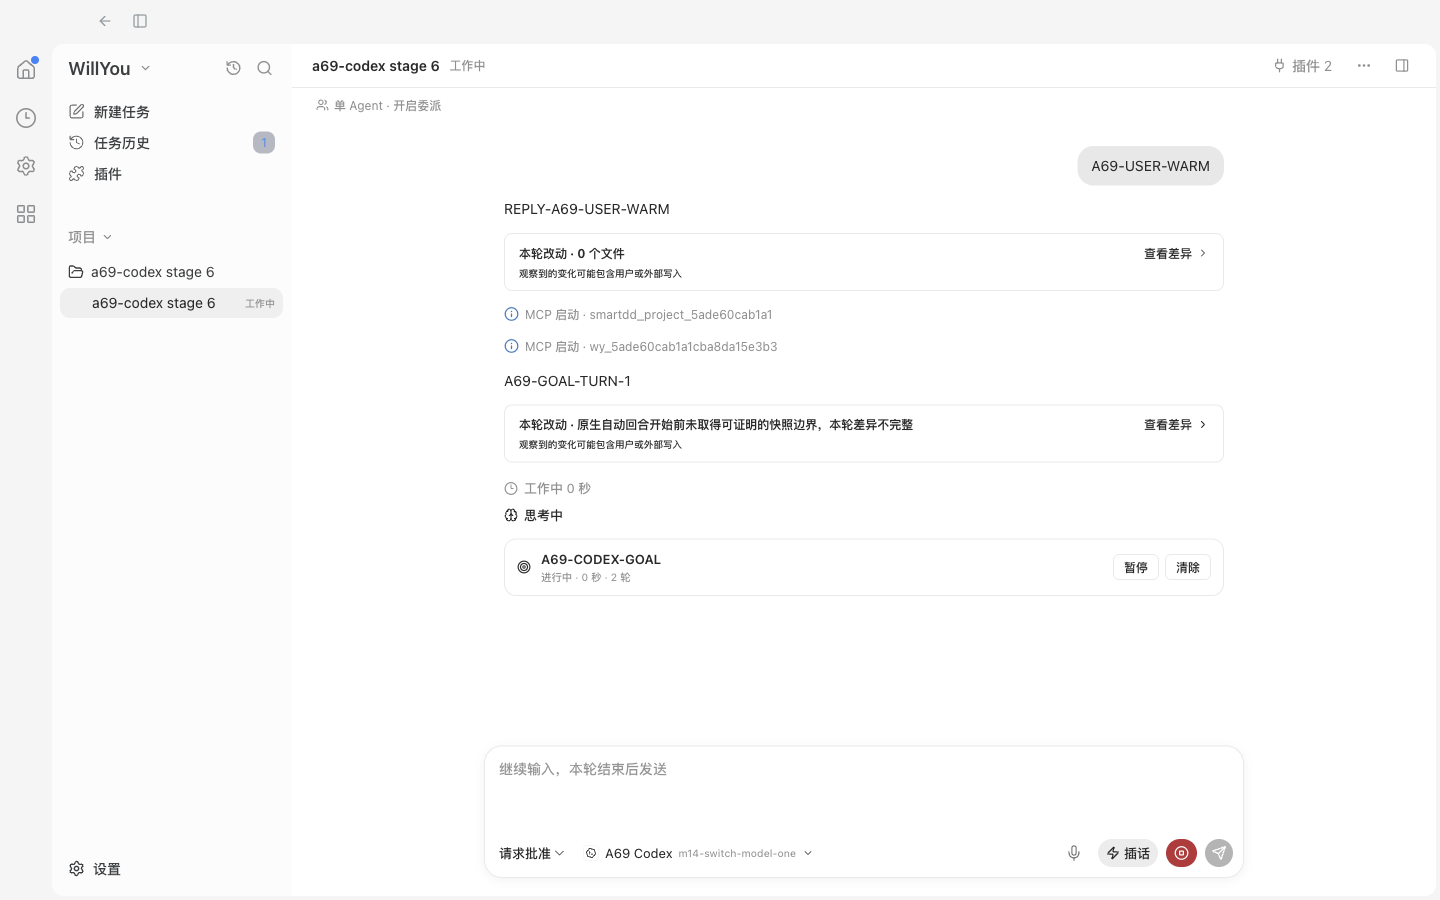 WillYou
新建任务
任务历史 1
插件
项目
a69-codex stage 6
a69-codex stage 6 工作中
设置
a69-codex stage 6 工作中
插件 2
单 Agent · 开启委派
A69-USER-WARM
REPLY-A69-USER-WARM
本轮改动 · 0 个文件
观察到的变化可能包含用户或外部写入
查看差异
MCP 启动 · smartdd_project_5ade60cab1a1
MCP 启动 · wy_5ade60cab1a1cba8da15e3b3
A69-GOAL-TURN-1
本轮改动 · 原生自动回合开始前未取得可证明的快照边界，本轮差异不完整
观察到的变化可能包含用户或外部写入
查看差异
工作中 0 秒
思考中
A69-CODEX-GOAL
进行中 · 0 秒 · 2 轮
暂停 清除
继续输入，本轮结束后发送
请求批准 A69 Codex m14-switch-model-one
插话